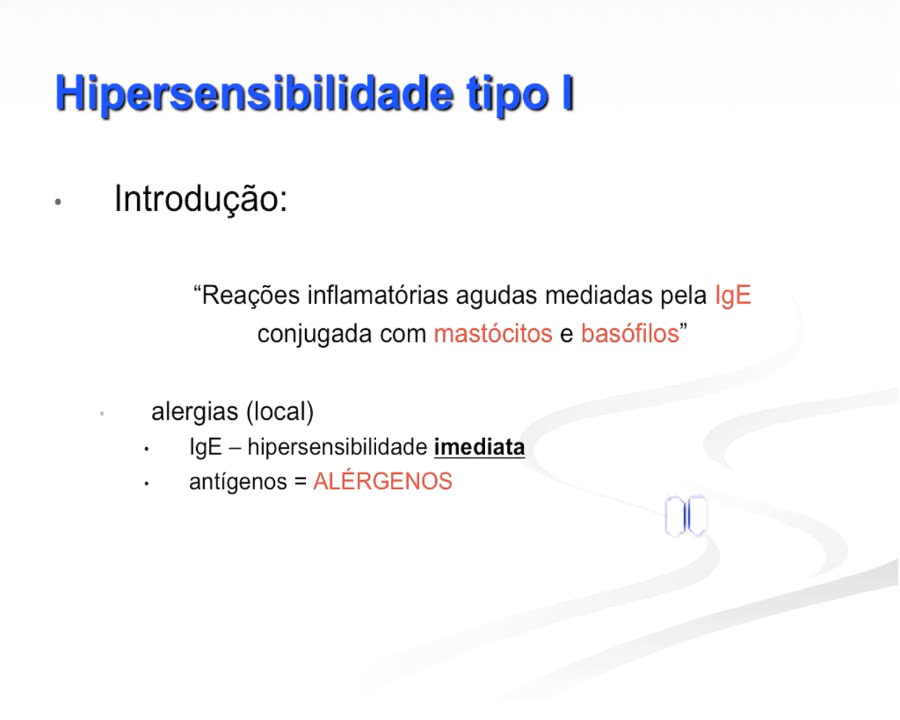 Hipersensibilidade tipo I
• Introdução:
“Reações inflamatórias agudas mediadas pela IgE
conjugada com mastócitos e basófilos”
• alergias (local)
• IgE – hipersensibilidade imediata
• antígenos = ALÉRGENOS